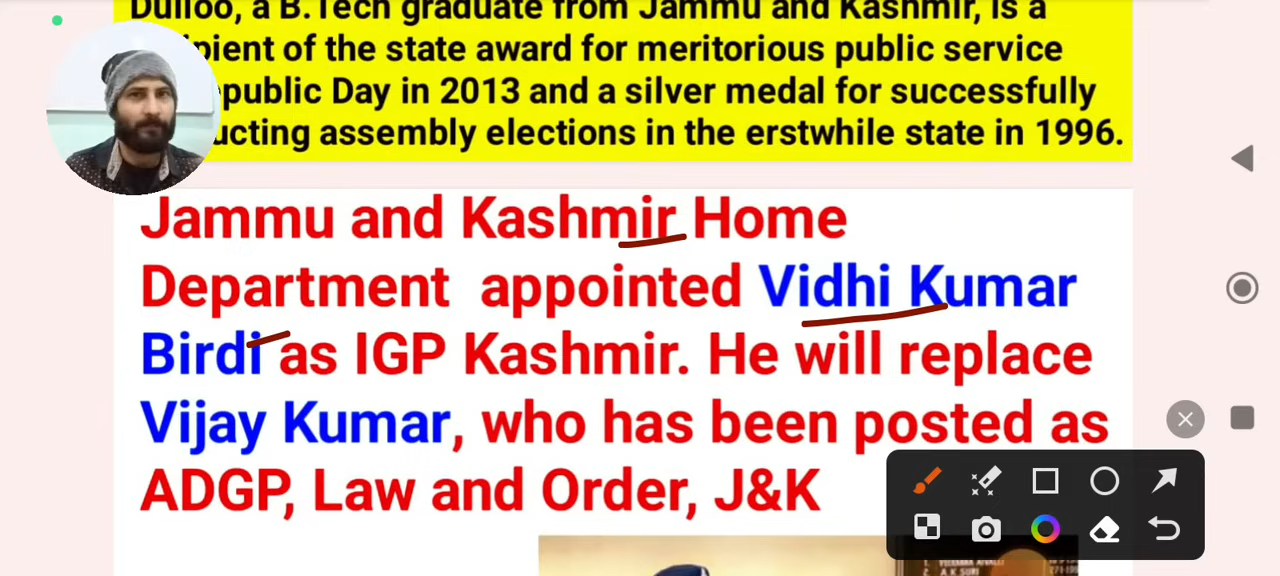 Dulloo, a B.Tech graduate from Jammu and Kashmir, is a
of the state award for meritorious public service
Day in 2013 and a silver medal for successfully
assembly elections in the erstwhile state in 1996.
Jammu and Kashmir Home
Department appointed Vidhi Kumar
Birdi as IGP Kashmir. He will replace
Vijay Kumar, who has been posted as
ADGP, Law and Order, J&K
A K SURI